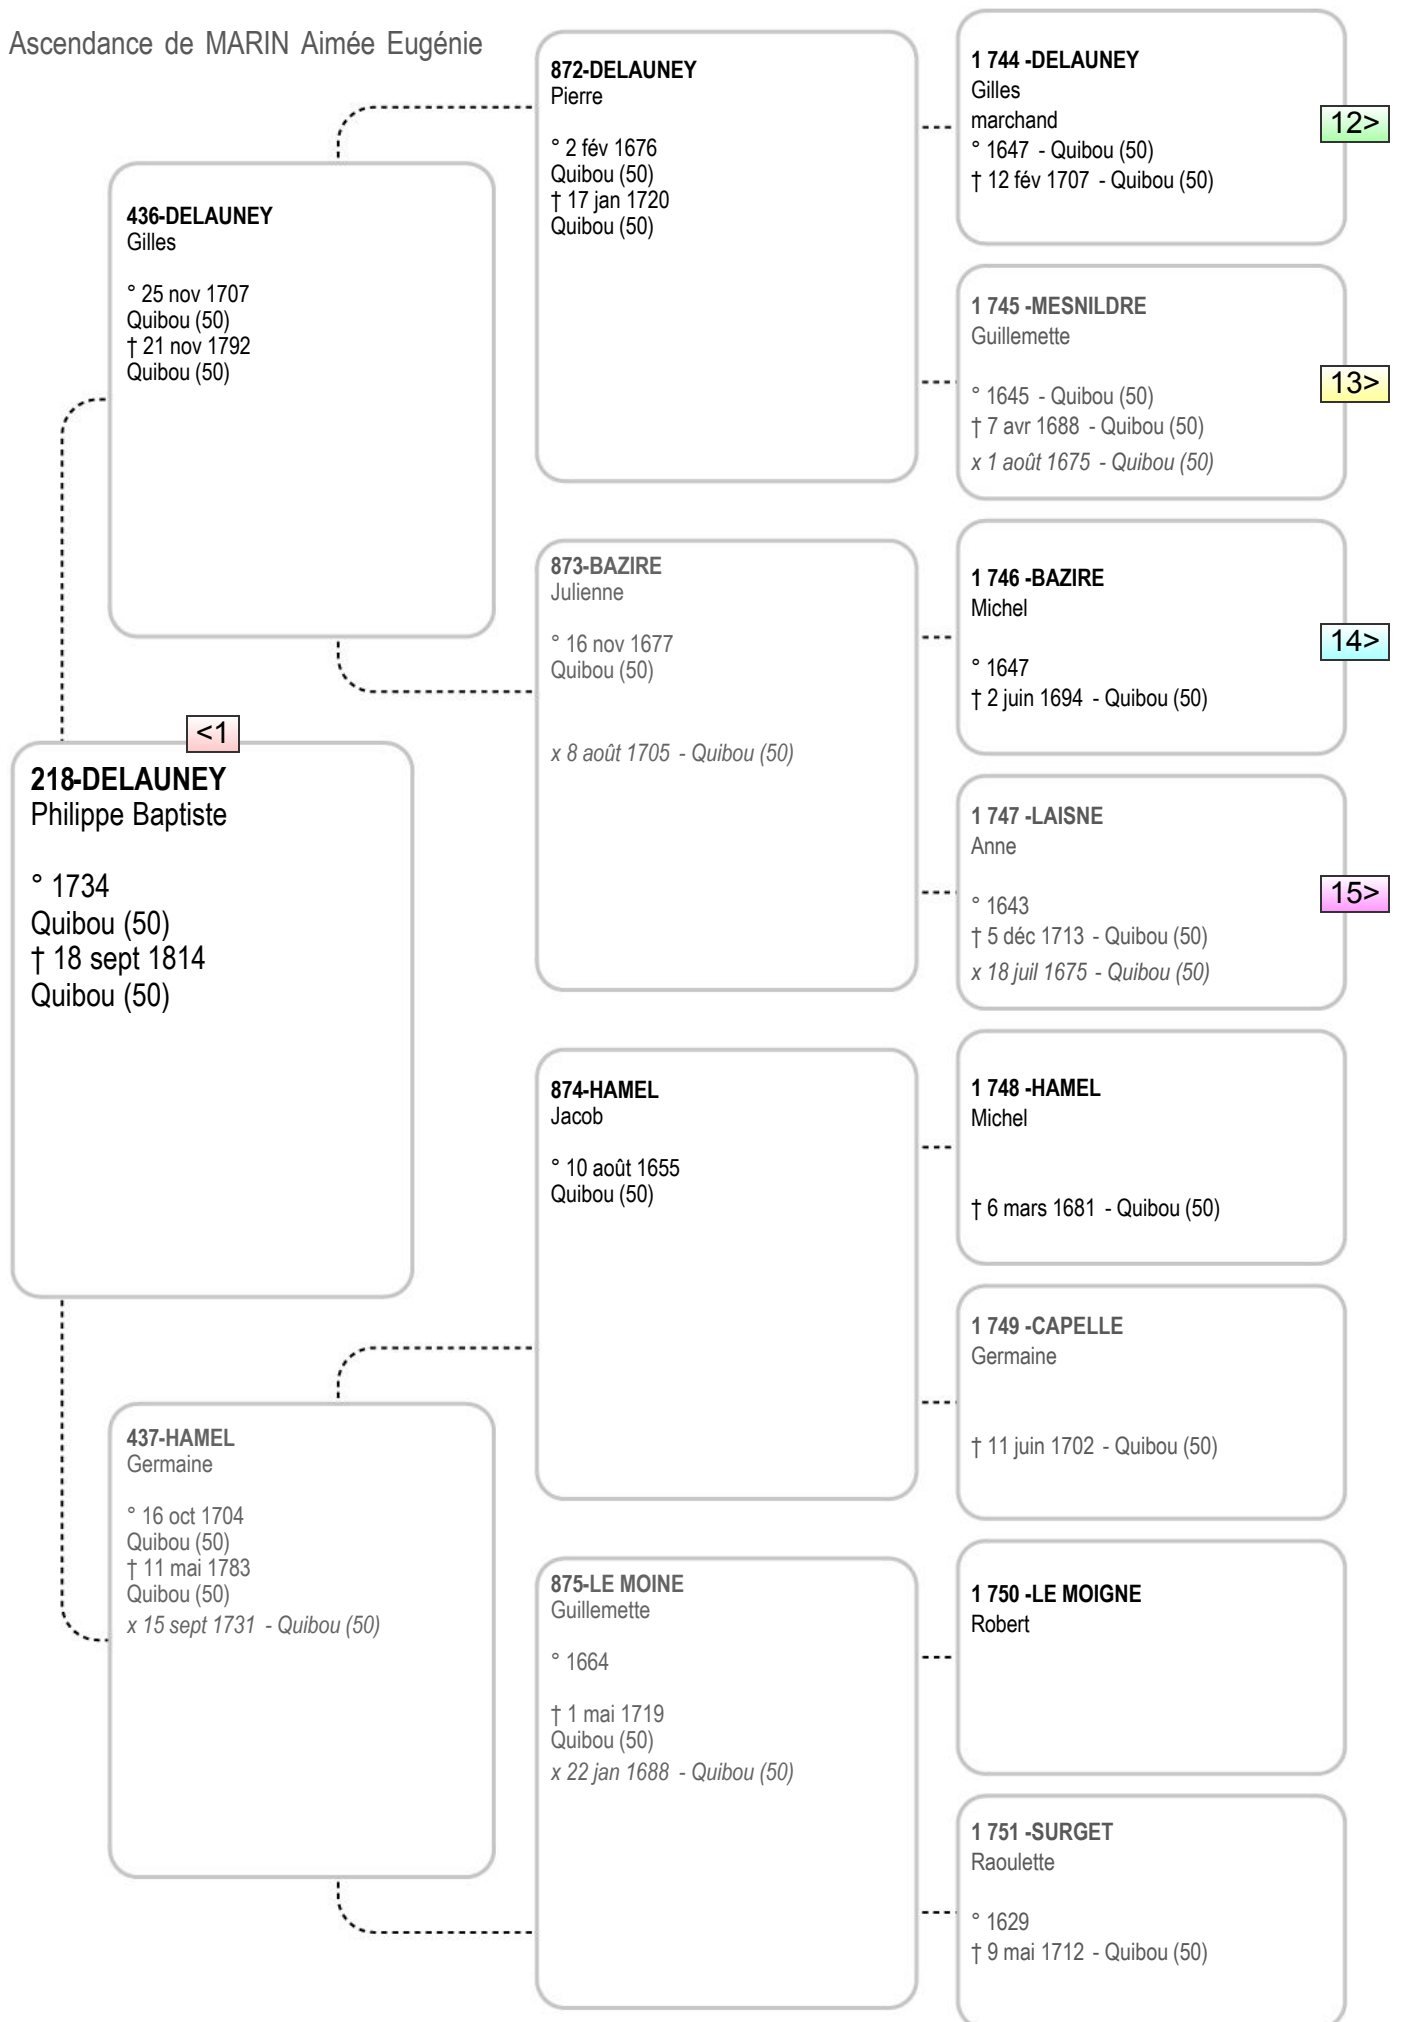 Ascendance de MARIN Aimée Eugénie
<1
218-DELAUNEY
Philippe Baptiste
° 1734
Quibou (50)
† 18 sept 1814
Quibou (50)
436-DELAUNEY
Gilles
° 25 nov 1707
Quibou (50)
† 21 nov 1792
Quibou (50)
437-HAMEL
Germaine
° 16 oct 1704
Quibou (50)
† 11 mai 1783
Quibou (50)
x 15 sept 1731 - Quibou (50)
872-DELAUNEY
Pierre
° 2 fév 1676
Quibou (50)
† 17 jan 1720
Quibou (50)
873-BAZIRE
Julienne
° 16 nov 1677
Quibou (50)
x 8 août 1705 - Quibou (50)
874-HAMEL
Jacob
° 10 août 1655
Quibou (50)
875-LE MOINE
Guillemette
° 1664
† 1 mai 1719
Quibou (50)
x 22 jan 1688 - Quibou (50)
1 744 -DELAUNEY
Gilles
marchand
° 1647 - Quibou (50)
† 12 fév 1707 - Quibou (50)
12>
1 745 -MESNILDRE
Guillemette
° 1645 - Quibou (50)
† 7 avr 1688 - Quibou (50)
x 1 août 1675 - Quibou (50)
13>
1 746 -BAZIRE
Michel
° 1647
† 2 juin 1694 - Quibou (50)
14>
1 747 -LAISNE
Anne
° 1643
† 5 déc 1713 - Quibou (50)
x 18 juil 1675 - Quibou (50)
15>
1 748 -HAMEL
Michel
† 6 mars 1681 - Quibou (50)
1 749 -CAPELLE
Germaine
† 11 juin 1702 - Quibou (50)
1 750 -LE MOIGNE
Robert
1 751 -SURGET
Raoulette
° 1629
† 9 mai 1712 - Quibou (50)